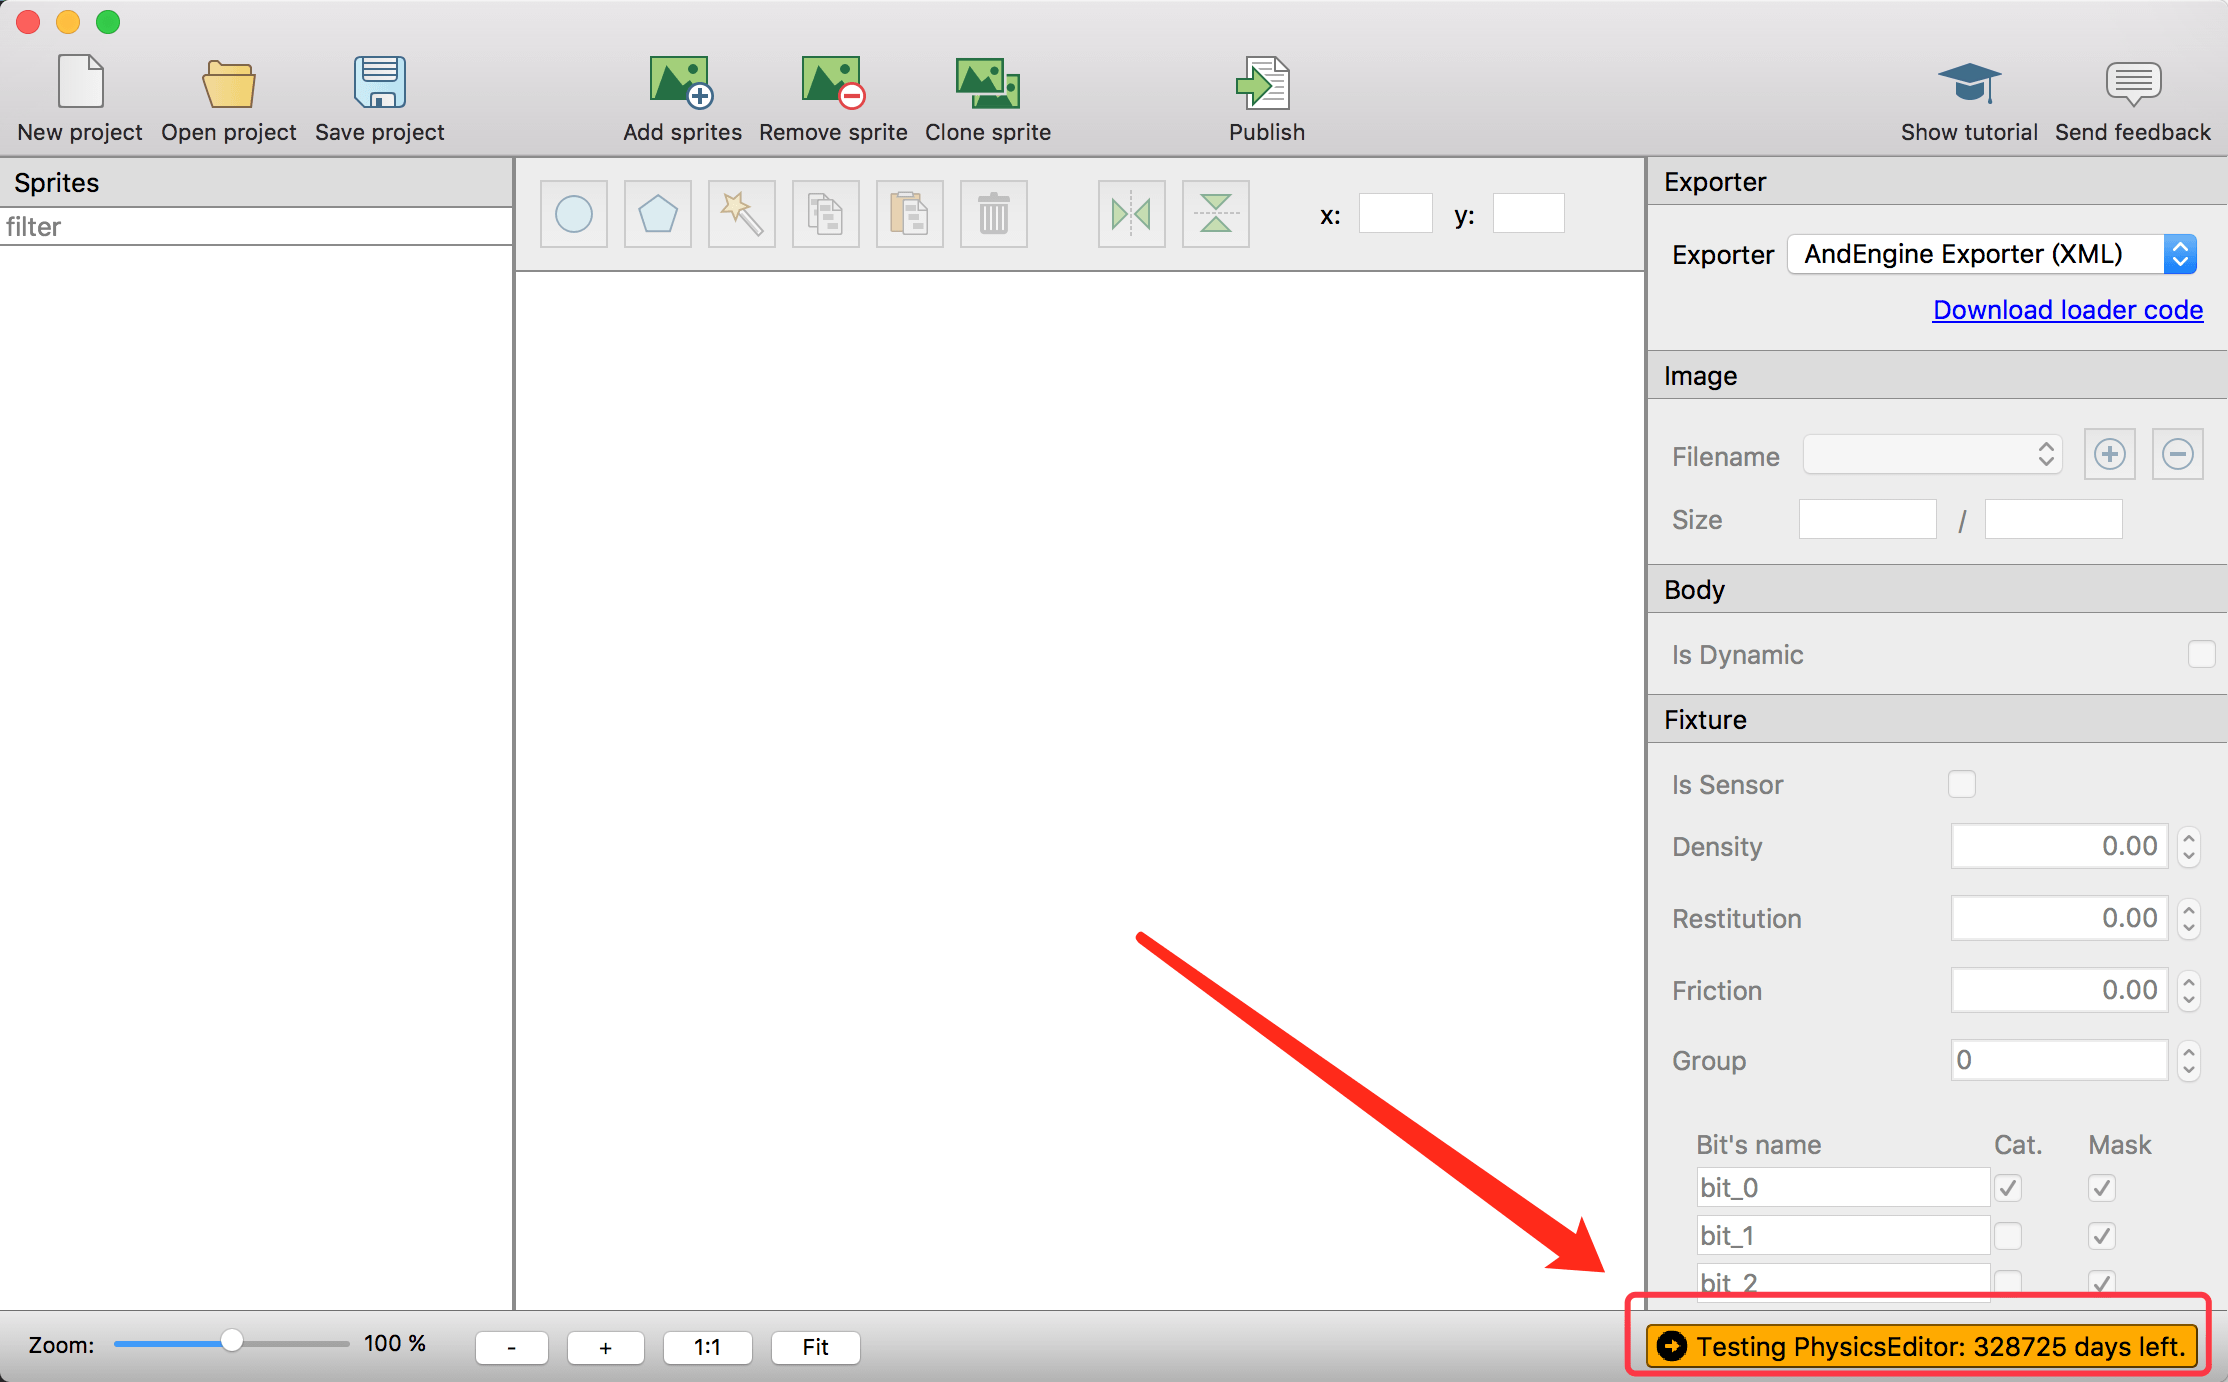 New project Open project Save project Add sprites Remove sprite Clone sprite Publish Show tutorial Send feedback
Sprites
filter
x: y:
Exporter
Exporter AndEngine Exporter (XML)
Download loader code
Image
Filename
Size /
Body
Is Dynamic
Fixture
Is Sensor
Density 0.00
Restitution 0.00
Friction 0.00
Group 0
Bit's name Cat. Mask
bit_0
bit_1
bit_2
Zoom: 100 % - + 1:1 Fit
Testing PhysicsEditor: 328725 days left.